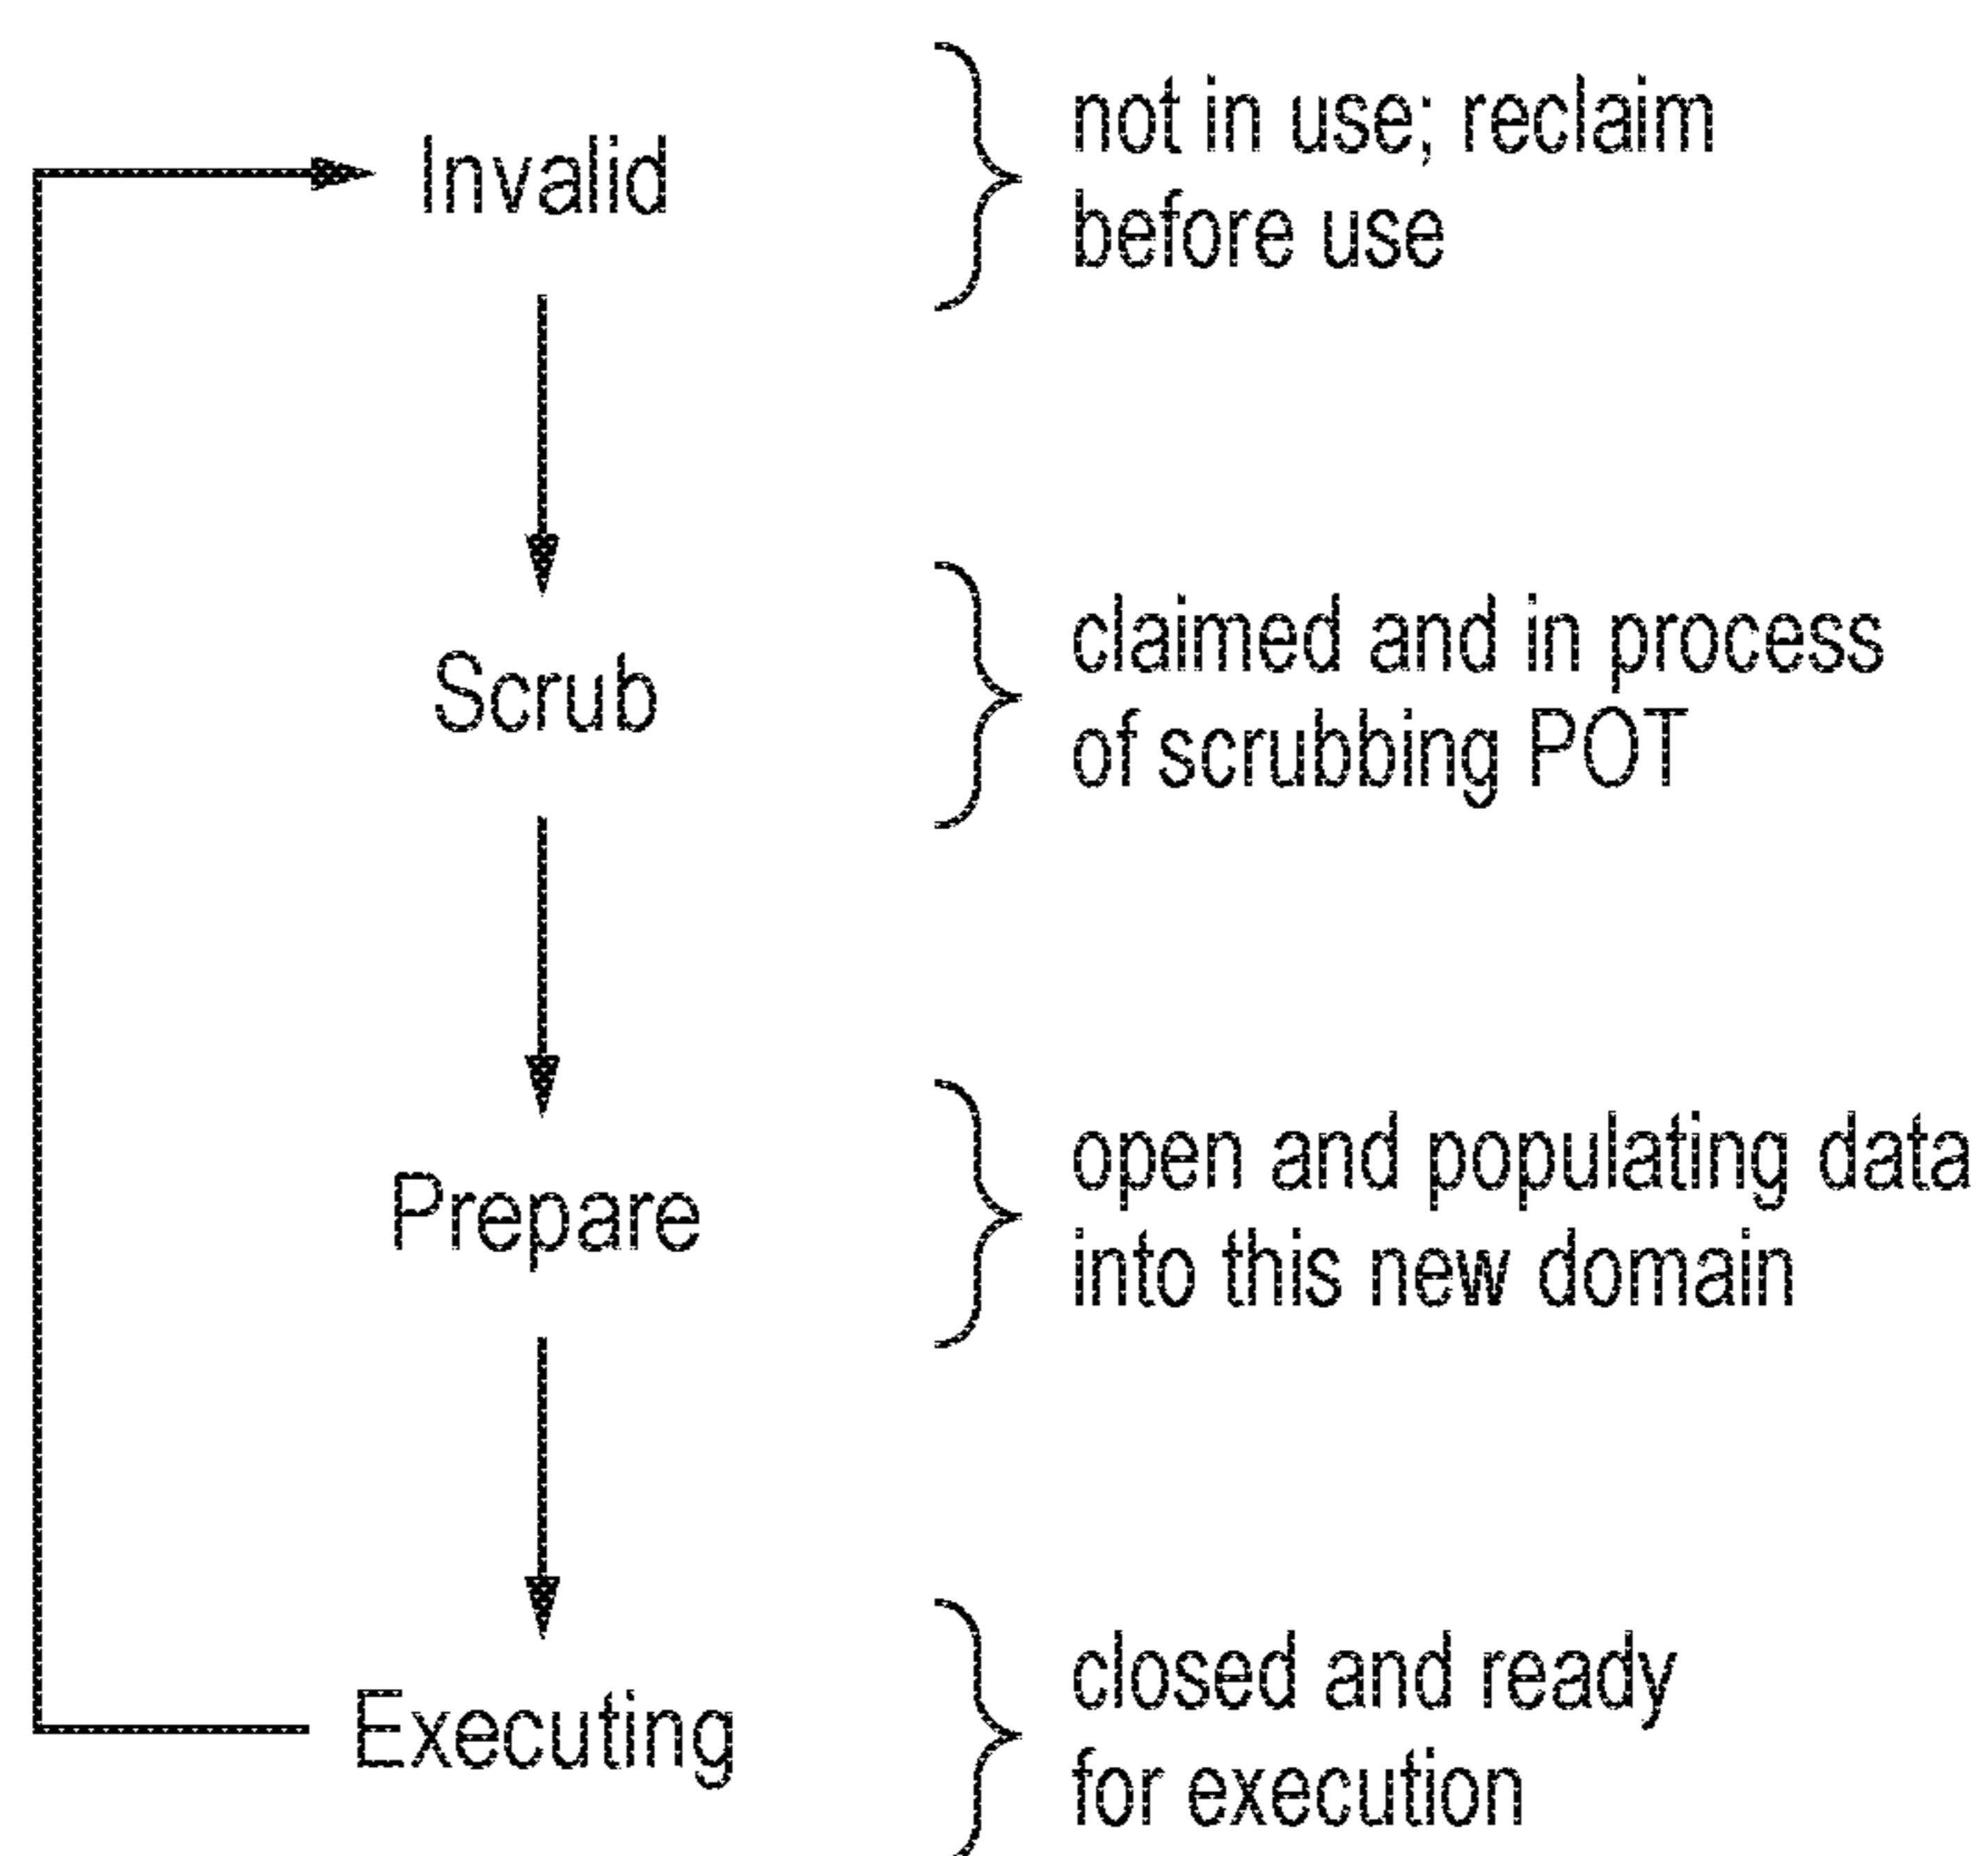 Invalid
not in use; reclaim
before use
Scrub
claimed and in process
of scrubbing POT
Prepare
open and populating data
into this new domain
Executing
closed and ready
for execution